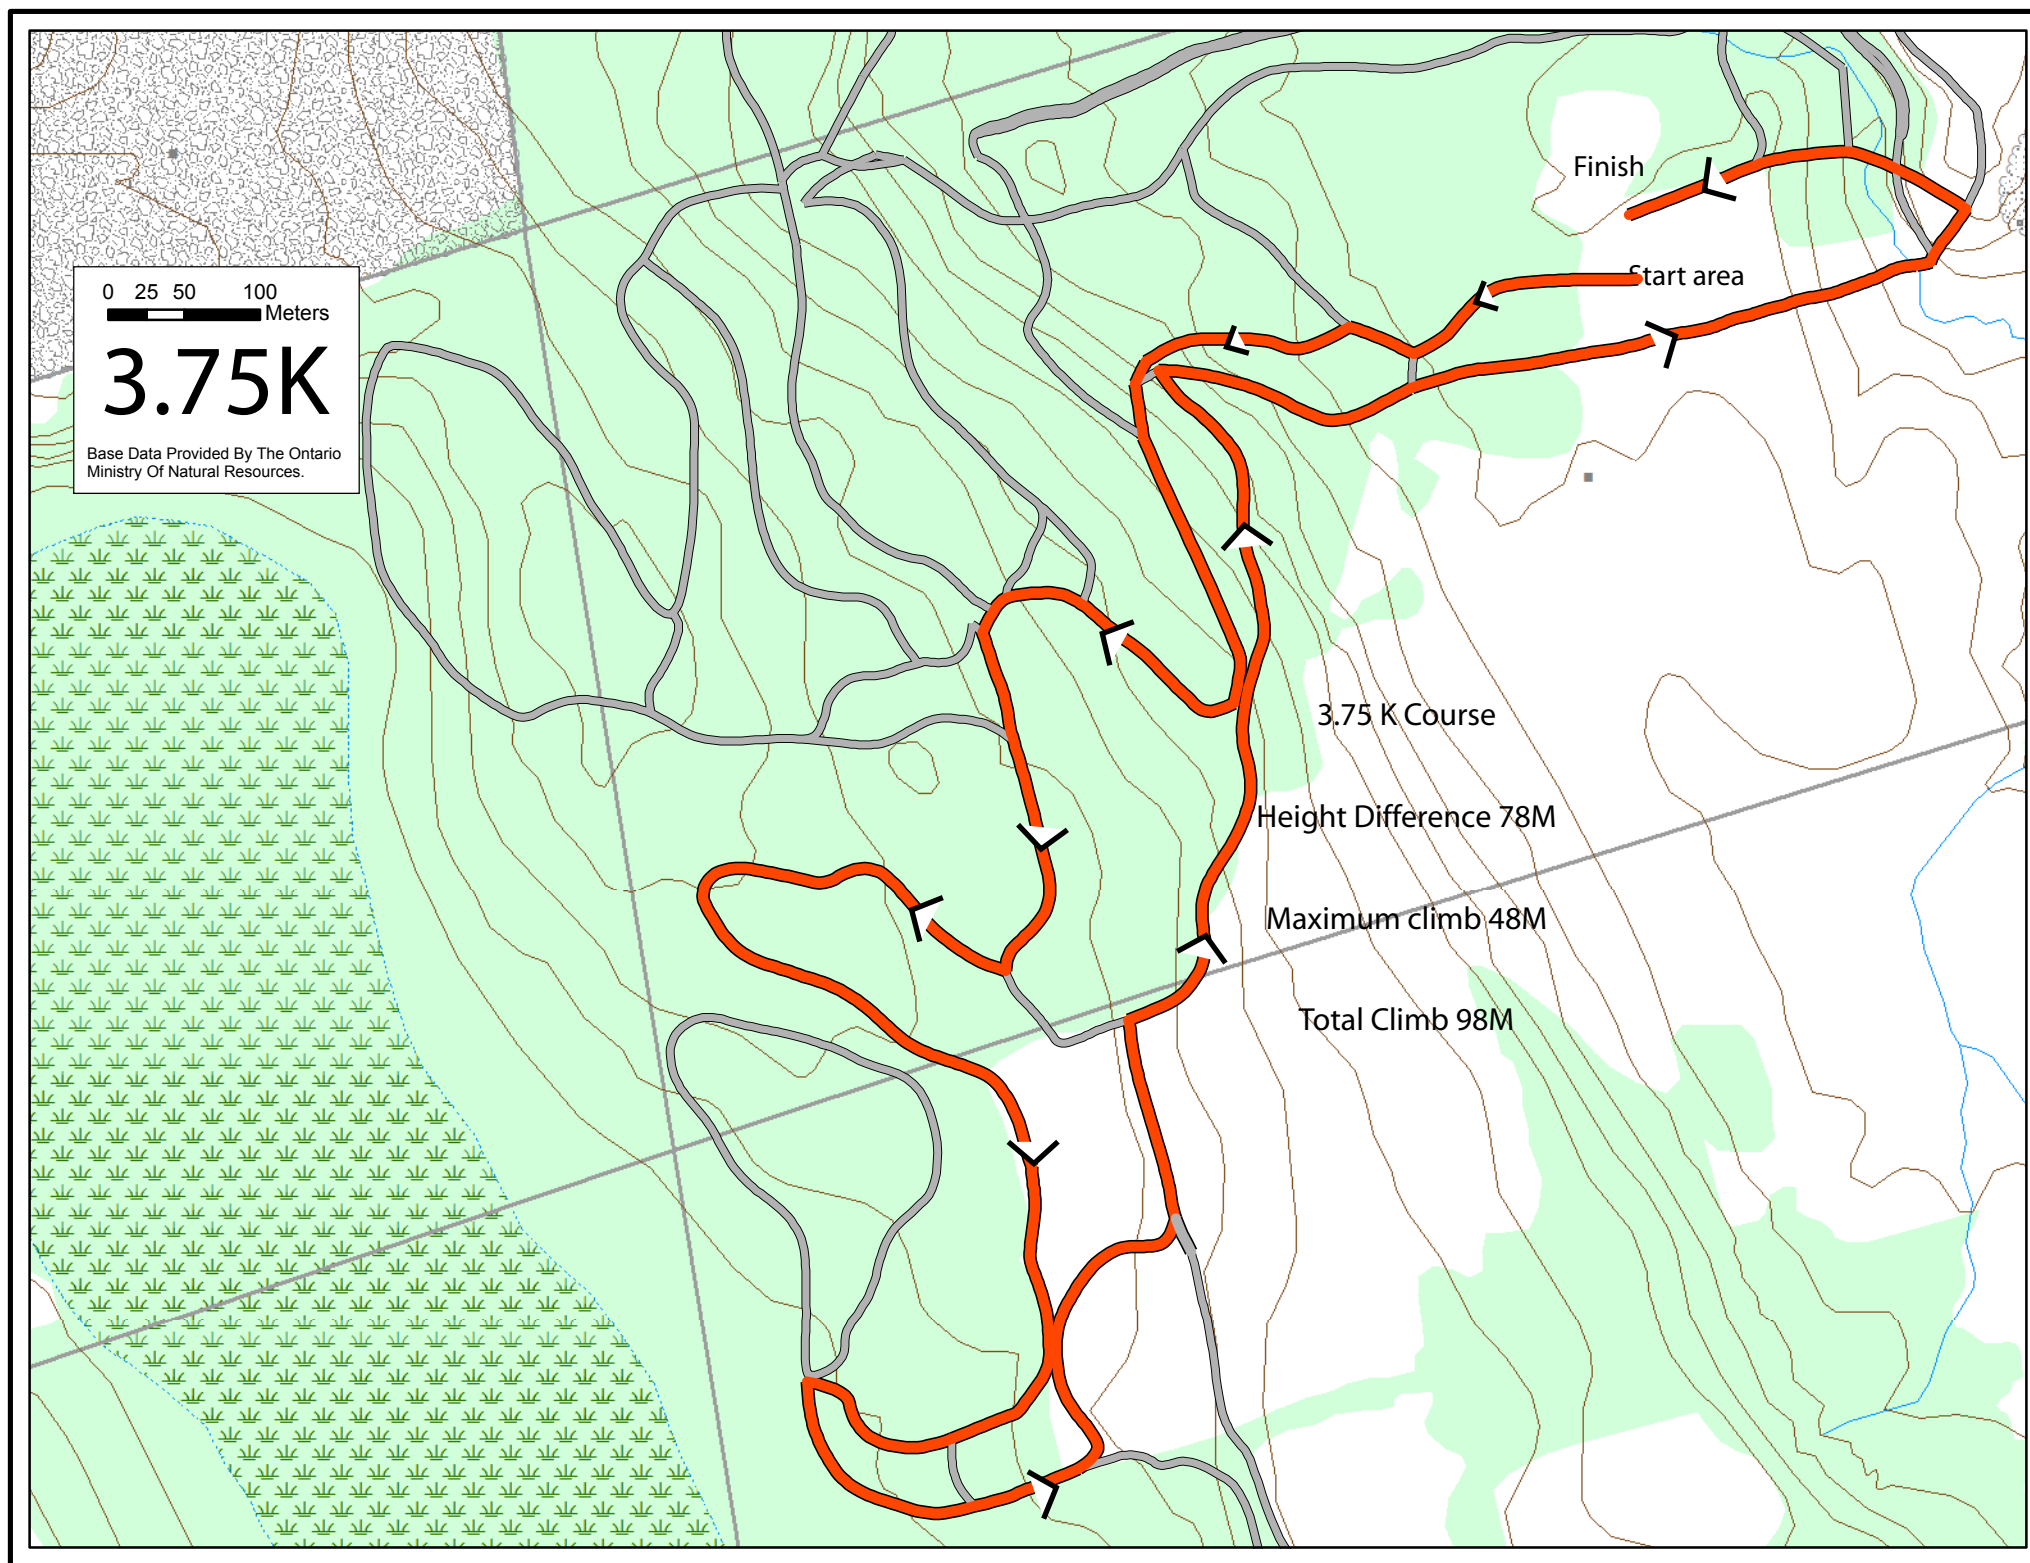 Finish
Start area
0 25 50 100
Meters
3.75K
Base Data Provided By The Ontario
Ministry Of Natural Resources.
3.75 K Course
Height Difference 78M
Maximum climb 48M
Total Climb 98M